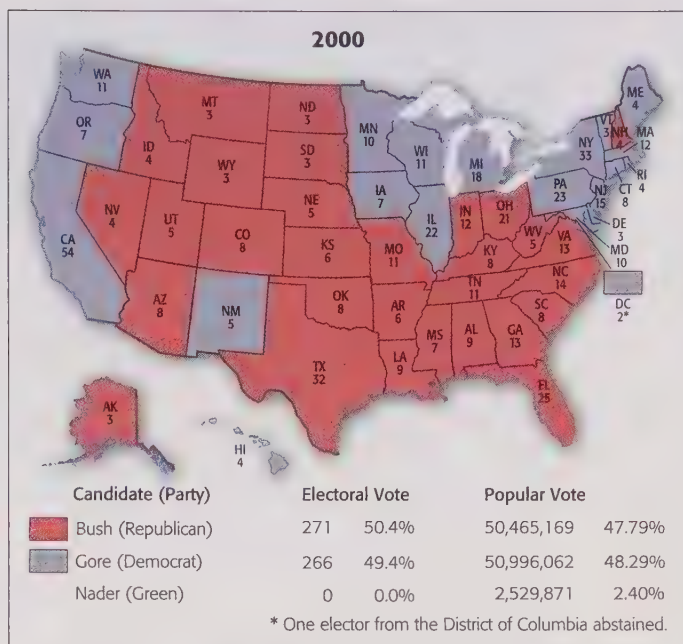 2000
WA
11
OR
7
CA
54
NV
4
ID
4
MT
3
WY
3
UT
5
AZ
8
CO
8
NM
5
ND
3
SD
3
NE
5
KS
6
OK
8
TX
32
MN
10
IA
7
MO
11
AR
6
LA
9
WI
11
IL
22
MI
18
IN
12
OH
21
KY
8
TN
11
MS
7
AL
9
GA
13
FL
25
SC
8
NC
14
VA
13
WV
5
PA
23
NY
33
VT
3
NH
4
ME
4
MA
12
RI
4
CT
8
NJ
15
DE
3
MD
10
DC
2*
AK
3
HI
4
Candidate (Party) Electoral Vote Popular Vote
Bush (Republican) 271 50.4% 50,465,169 47.79%
Gore (Democrat) 266 49.4% 50,996,062 48.29%
Nader (Green) 0 0.0% 2,529,871 2.40%
* One elector from the District of Columbia abstained.